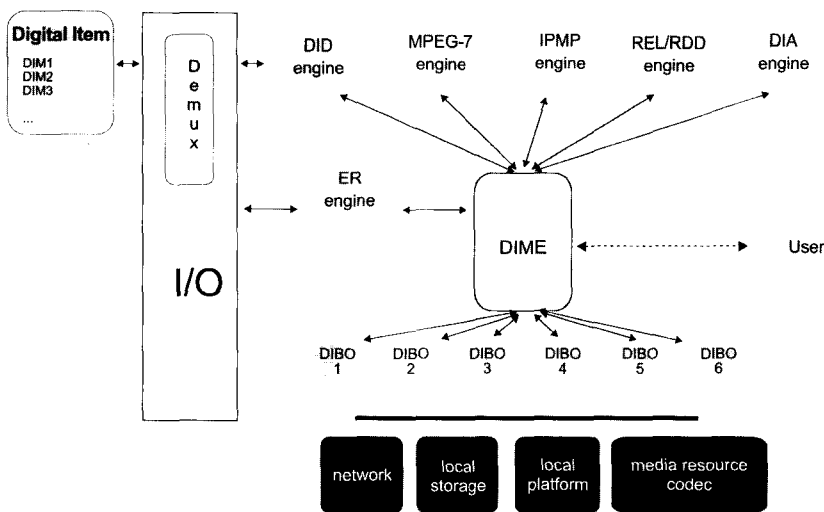 Digital Item
DIM1
DIM2
DIM3
...
Demux
I/O
DID
engine
MPEG-7
engine
IPMP
engine
REL/RDD
engine
DIA
engine
ER
engine
DIME
User
DIBO
1
DIBO
2
DIBO
3
DIBO
4
DIBO
5
DIBO
6
network
local
storage
local
platform
media resource
codec